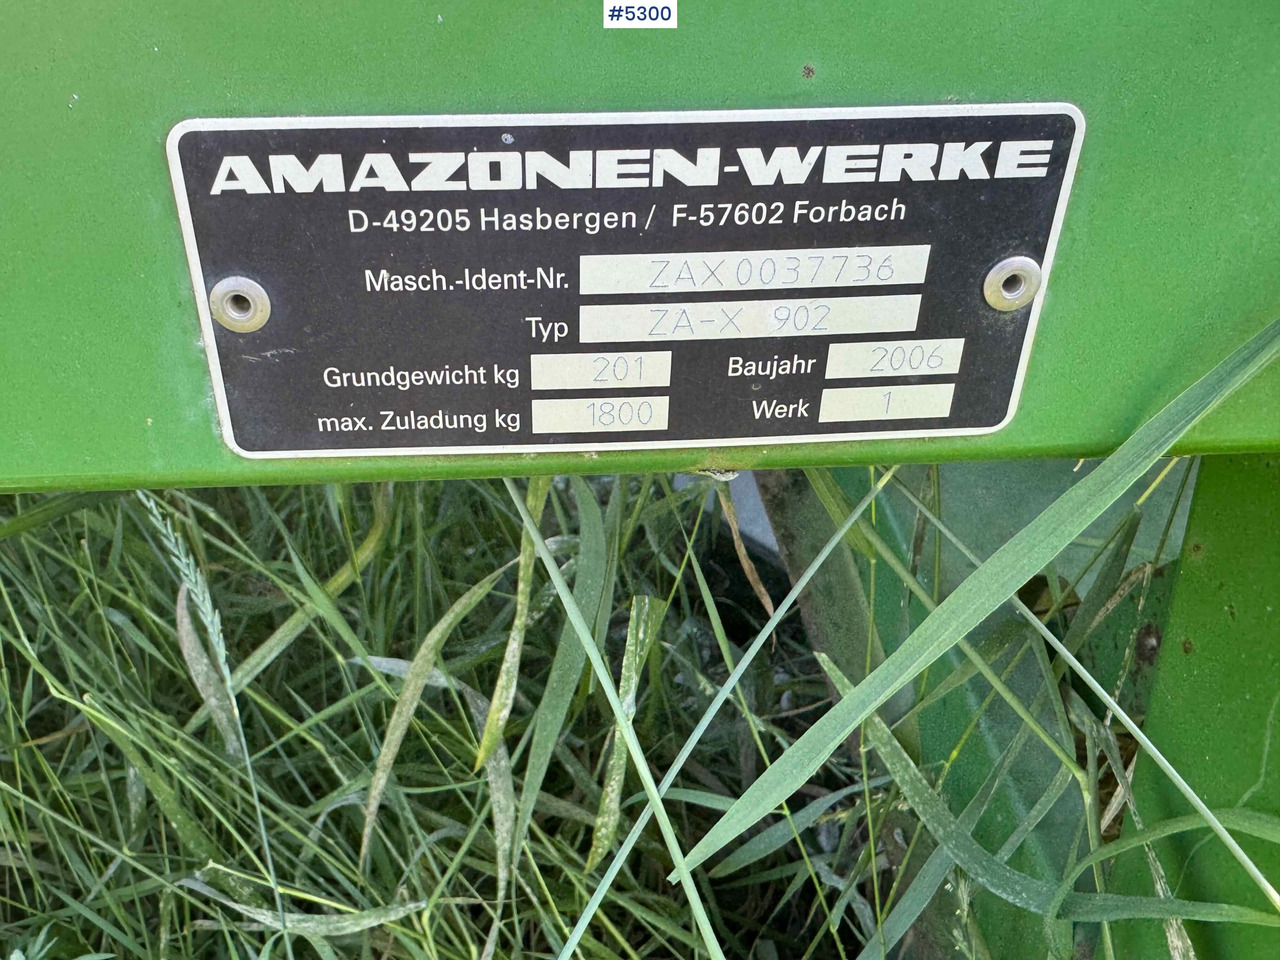 #5300
AMAZONEN-WERKE
D-49205 Hasbergen / F-57602 Forbach
Masch.-Ident-Nr. ZAX0037736
Typ ZA-X 902
Grundgewicht kg 201 Baujahr 2006
max. Zuladung kg 1800 Werk 1